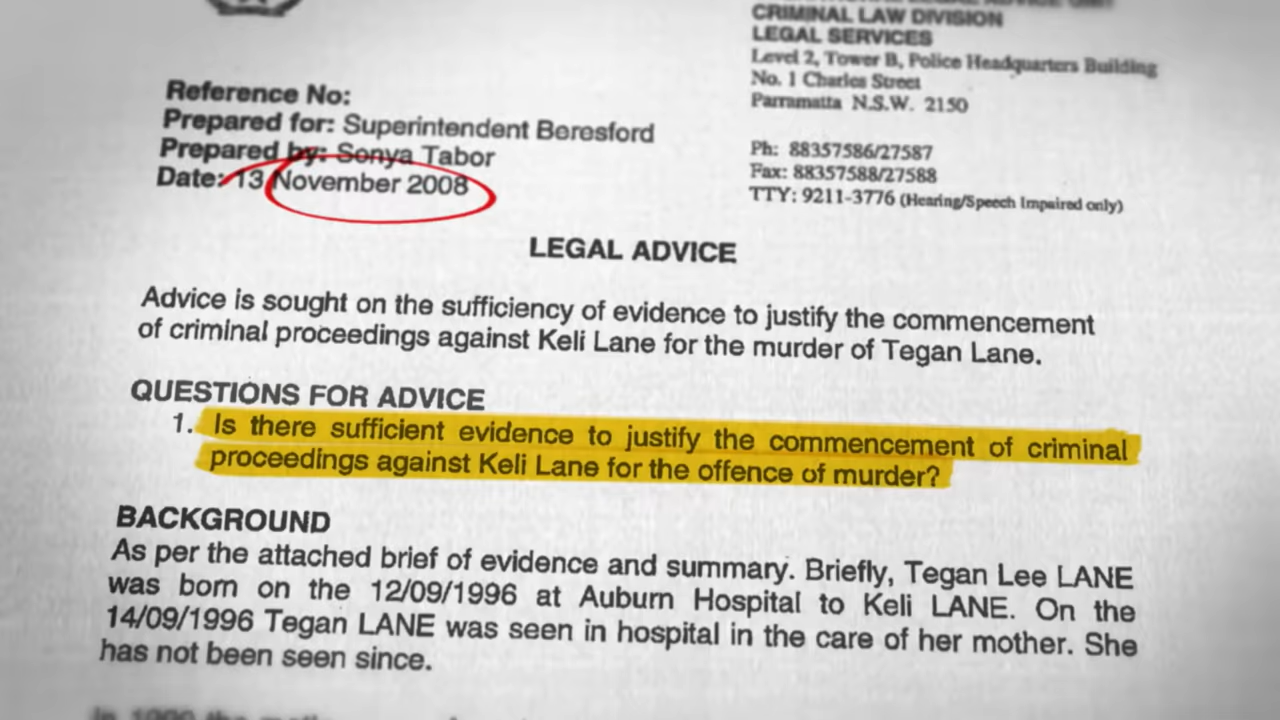 CRIMINAL LAW DIVISION
LEGAL SERVICES
Level 2, Tower B, Police Headquarters Building
No. 1 Charles Street
Parramatta N.S.W. 2150
Reference No:
Prepared for: Superintendent Beresford
Prepared by: Sonya Tabor
Date: 13 November 2008
Ph: 88357586/27587
Fax: 88357588/27588
TTY: 9211-3776 (Hearing/Speech Impaired only)
LEGAL ADVICE
Advice is sought on the sufficiency of evidence to justify the commencement
of criminal proceedings against Keli Lane for the murder of Tegan Lane.
QUESTIONS FOR ADVICE
1. Is there sufficient evidence to justify the commencement of criminal
proceedings against Keli Lane for the offence of murder?
BACKGROUND
As per the attached brief of evidence and summary. Briefly, Tegan Lee LANE
was born on the 12/09/1996 at Auburn Hospital to Keli LANE. On the
14/09/1996 Tegan LANE was seen in hospital in the care of her mother. She
has not been seen since.